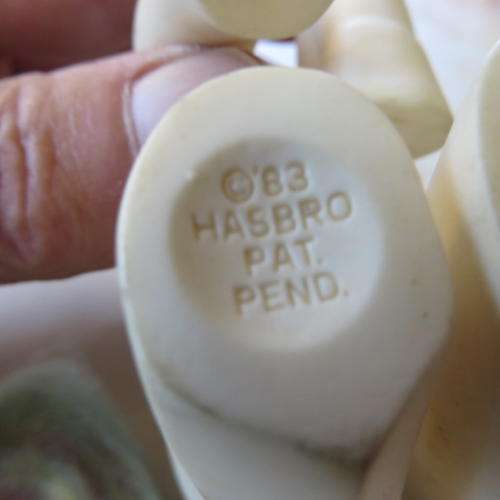 ©'83
HASBRO
PAT.
PEND.